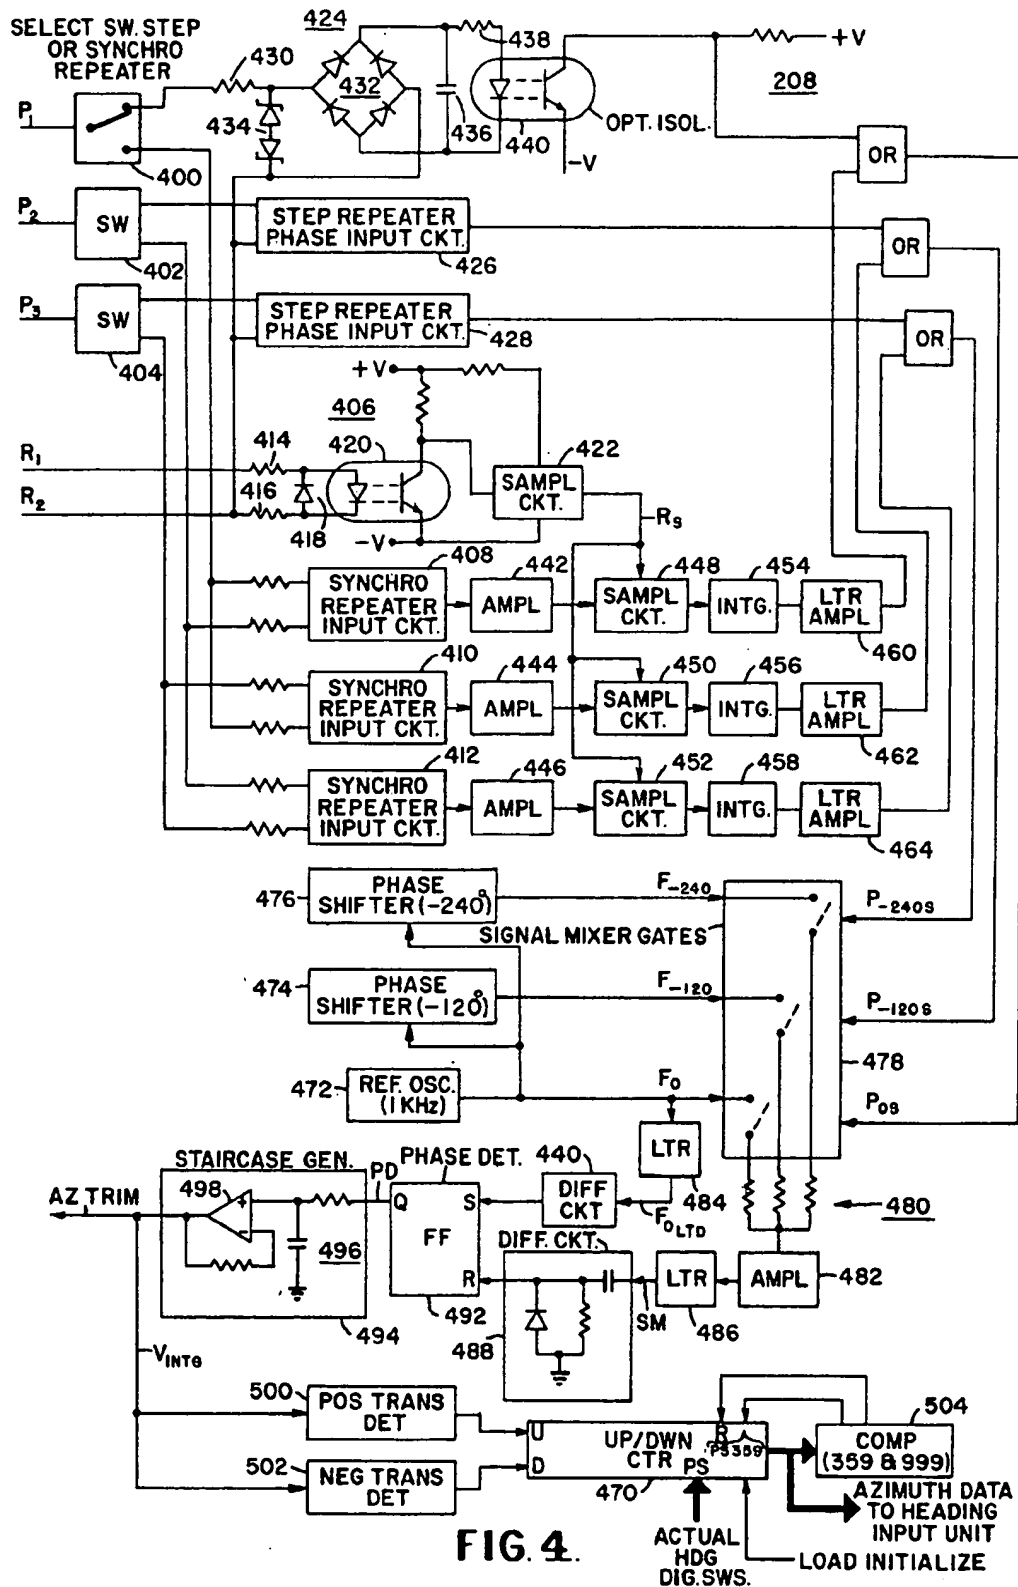 SELECT SW. STEP
OR SYNCHRO
REPEATER
424
430
438
+V
432
208
P1
434
436
440
OPT. ISOL.
-V
OR
400
P2
SW
STEP REPEATER
PHASE INPUT CKT.
OR
402
426
P3
SW
STEP REPEATER
PHASE INPUT CKT.
OR
404
428
+V
406
R1
414
420
422
SAMPL
CKT.
R2
416
418
-V
RS
408
442
448
454
SYNCHRO
REPEATER
INPUT CKT.
AMPL
SAMPL
CKT.
INTG.
LTR
AMPL
460
410
444
450
456
SYNCHRO
REPEATER
INPUT CKT.
AMPL
SAMPL
CKT.
INTG.
LTR
AMPL
462
412
446
452
458
SYNCHRO
REPEATER
INPUT CKT.
AMPL
SAMPL
CKT.
INTG.
LTR
AMPL
464
476
PHASE
SHIFTER (-240°)
F-240
P-240S
SIGNAL MIXER GATES
474
PHASE
SHIFTER (-120°)
F-120
P-120S
478
472
REF. OSC.
(1 KHz)
F0
P0S
LTR
484
STAIRCASE GEN.
PHASE DET.
440
480
AZ TRIM
498
+
-
PD
Q
S
DIFF
CKT
F0LTD
FF
496
DIFF. CKT.
R
LTR
AMPL
482
492
SM
486
494
488
VINTG
500
POS TRANS
DET
504
U
UP/DWN
CTR
R
PS359
COMP
(359 & 999)
502
NEG TRANS
DET
D
PS
470
AZIMUTH DATA
TO HEADING
INPUT UNIT
FIG. 4.
ACTUAL
HDG
DIG. SWS.
LOAD INITIALIZE